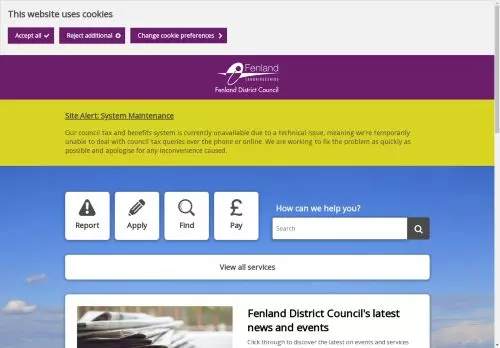 This website uses cookies
Accept all
Reject additional
Change cookie preferences
Fenland
CAMBRIDGESHIRE
Fenland District Council
Site Alert: System Maintenance
Our council tax and benefits system is currently unavailable due to a technical issue, meaning we're temporarily
unable to deal with council tax queries over the phone or online. We are working to fix the problem as quickly as
possible and apologise for any inconvenience caused.
Report
Apply
Find
£
Pay
How can we help you?
Search
View all services
Fenland District Council's latest
news and events
Click through to discover the latest on events and services